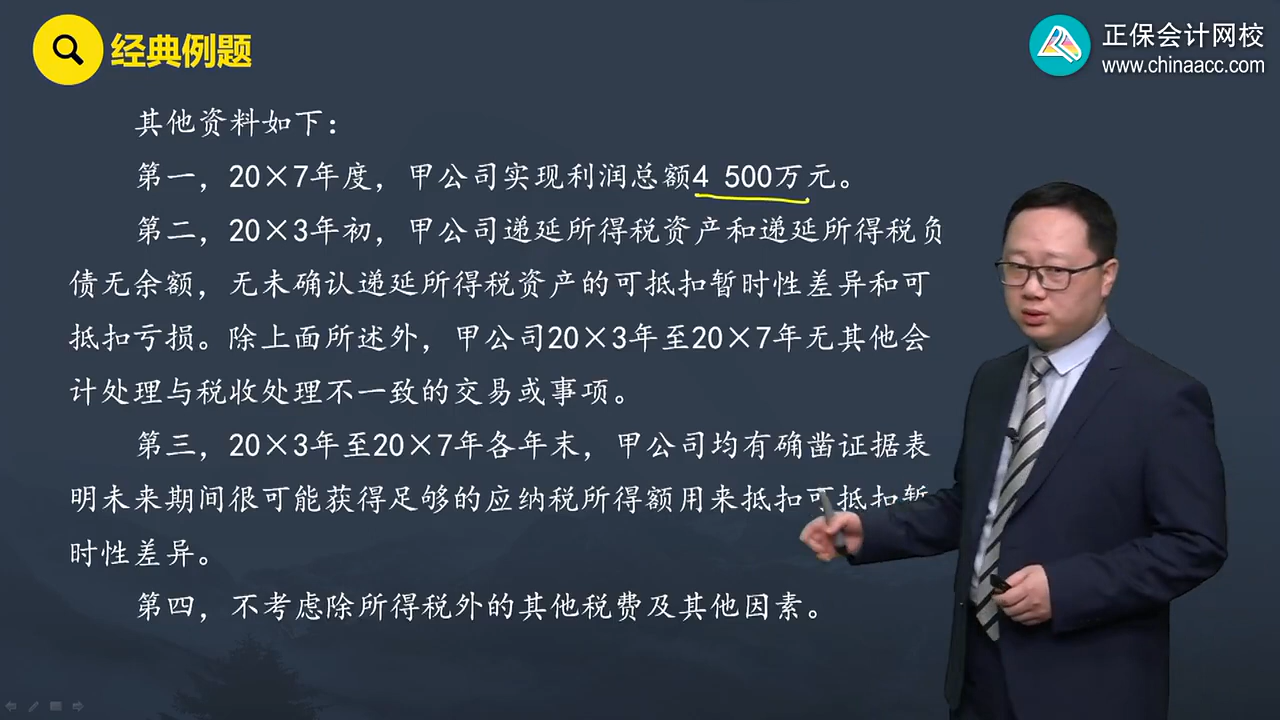 经典例题
正保会计网校
www.chinaacc.com
其他资料如下：
第一，20×7年度，甲公司实现利润总额4 500万元。
第二，20×3年初，甲公司递延所得税资产和递延所得税负
债无余额，无未确认递延所得税资产的可抵扣暂时性差异和可
抵扣亏损。除上面所述外，甲公司20×3年至20×7年无其他会
计处理与税收处理不一致的交易或事项。
第三，20×3年至20×7年各年末，甲公司均有确凿证据表
明未来期间很可能获得足够的应纳税所得额用来抵扣可抵扣暂
时性差异。
第四，不考虑除所得税外的其他税费及其他因素。